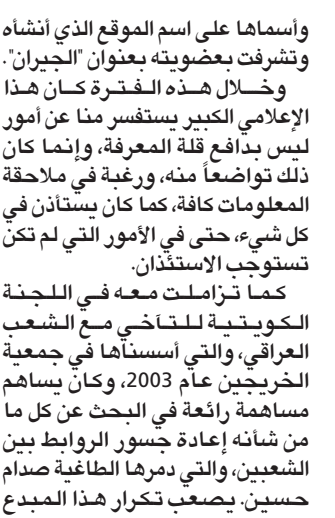 وأسماها على اسم الموقع الذي أنشأه
وتشرفت بعضويته بعنوان "الجيران".
وخلال هذه الفترة كان هذا
الإعلامي الكبير يستفسر منا عن أمور
ليس بدافع قلة المعرفة، وإنما كان
ذلك تواضعاً منه، ورغبة في ملاحقة
المعلومات كافة، كما كان يستأذن في
كل شيء، حتى في الأمور التي لم تكن
تستوجب الاستئذان.
كما تزاملت معه في اللجنة
الكويتية للتآخي مع الشعب
العراقي، والتي أسسناها في جمعية
الخريجين عام 2003، وكان يساهم
مساهمة رائعة في البحث عن كل ما
من شأنه إعادة جسور الروابط بين
الشعبين، والتي دمرها الطاغية صدام
حسين. يصعب تكرار هذا المبدع